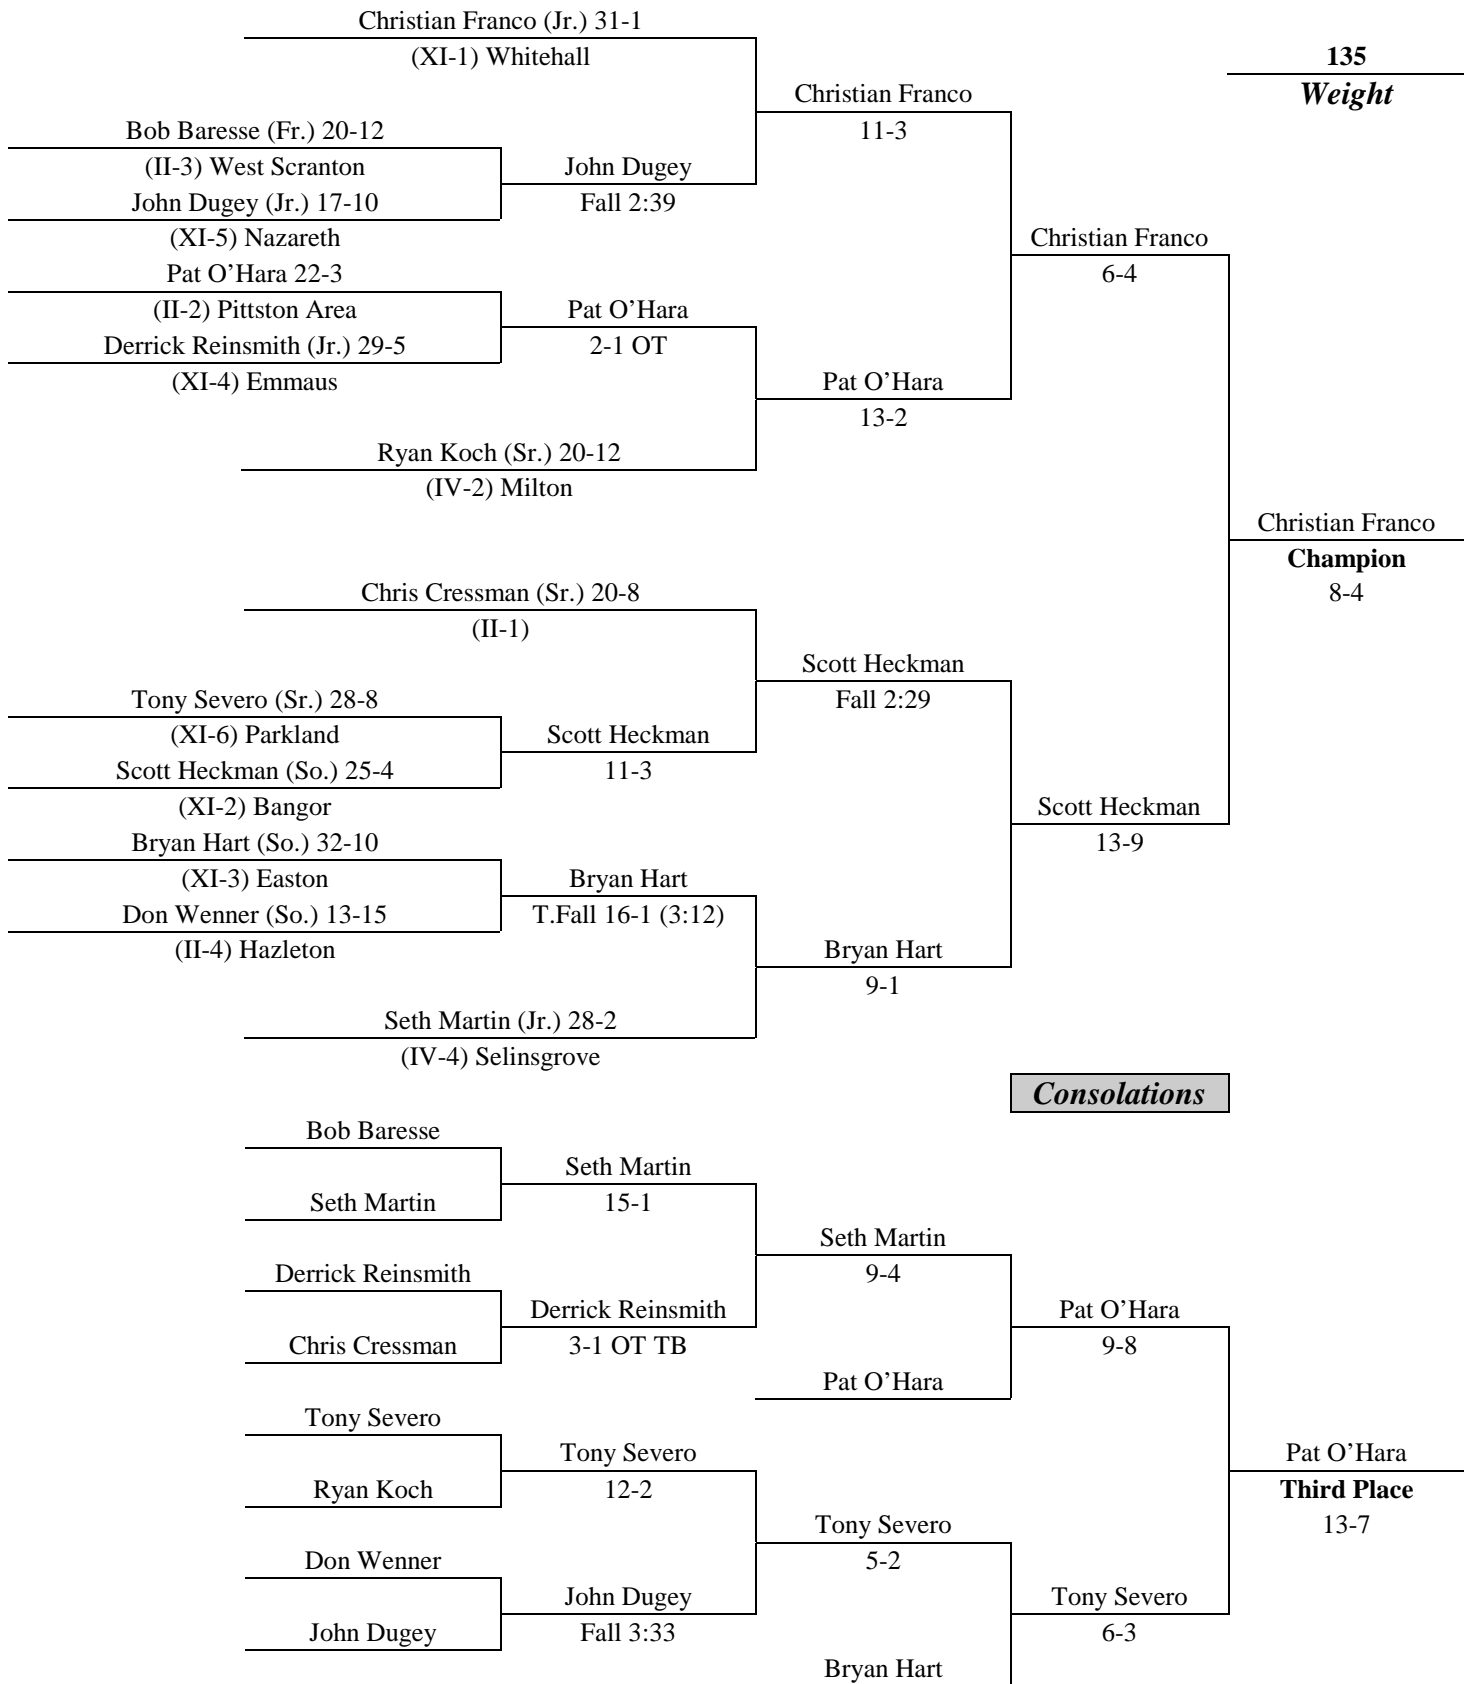 Christian Franco (Jr.) 31-1
(XI-1) Whitehall
135
Weight
Christian Franco
11-3
Bob Baresse (Fr.) 20-12
(II-3) West Scranton
John Dugey (Jr.) 17-10
(XI-5) Nazareth
John Dugey
Fall 2:39
Pat O’Hara 22-3
(II-2) Pittston Area
Derrick Reinsmith (Jr.) 29-5
(XI-4) Emmaus
Pat O’Hara
2-1 OT
Christian Franco
6-4
Pat O’Hara
13-2
Ryan Koch (Sr.) 20-12
(IV-2) Milton
Christian Franco
Champion
8-4
Chris Cressman (Sr.) 20-8
(II-1)
Scott Heckman
Fall 2:29
Tony Severo (Sr.) 28-8
(XI-6) Parkland
Scott Heckman (So.) 25-4
(XI-2) Bangor
Scott Heckman
11-3
Bryan Hart (So.) 32-10
(XI-3) Easton
Don Wenner (So.) 13-15
(II-4) Hazleton
Bryan Hart
T.Fall 16-1 (3:12)
Scott Heckman
13-9
Bryan Hart
9-1
Seth Martin (Jr.) 28-2
(IV-4) Selinsgrove
Consolations
Bob Baresse
Seth Martin
Seth Martin
15-1
Derrick Reinsmith
Chris Cressman
Derrick Reinsmith
3-1 OT TB
Seth Martin
9-4
Pat O’Hara
Pat O’Hara
9-8
Tony Severo
Ryan Koch
Tony Severo
12-2
Don Wenner
John Dugey
John Dugey
Fall 3:33
Tony Severo
5-2
Bryan Hart
Tony Severo
6-3
Pat O’Hara
Third Place
13-7